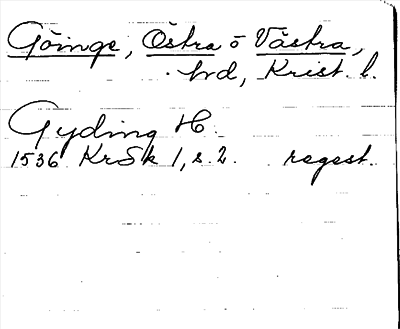 Göinge, Östra o Västra,
hrd, Krist. l.
Gyding H.
1536 KrSk 1, s. 2. regest.